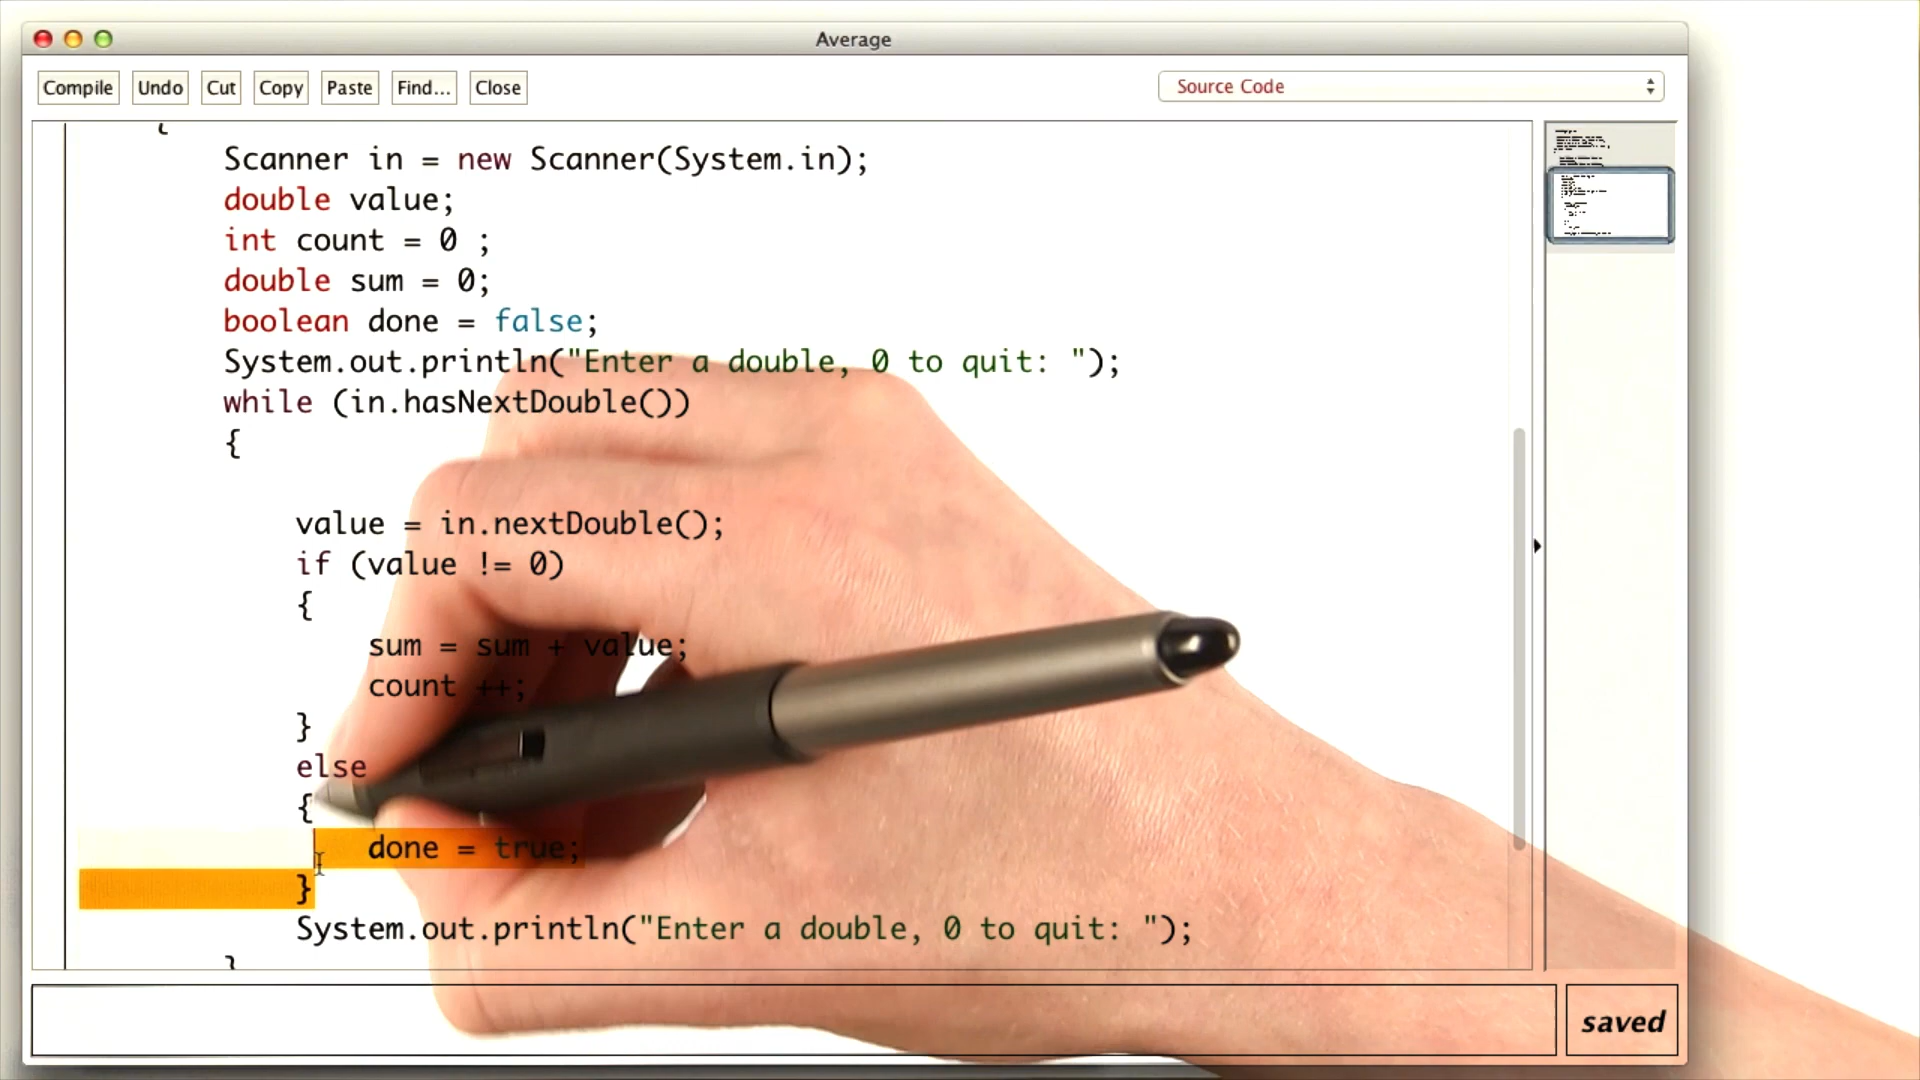 Average
Compile Undo Cut Copy Paste Find... Close Source Code
{
Scanner in = new Scanner(System.in);
double value;
int count = 0 ;
double sum = 0;
boolean done = false;
System.out.println("Enter a double, 0 to quit: ");
while (in.hasNextDouble())
{
value = in.nextDouble();
if (value != 0)
{
sum = sum + value;
count ++;
}
else
{
done = true;
}
System.out.println("Enter a double, 0 to quit: ");
}
saved